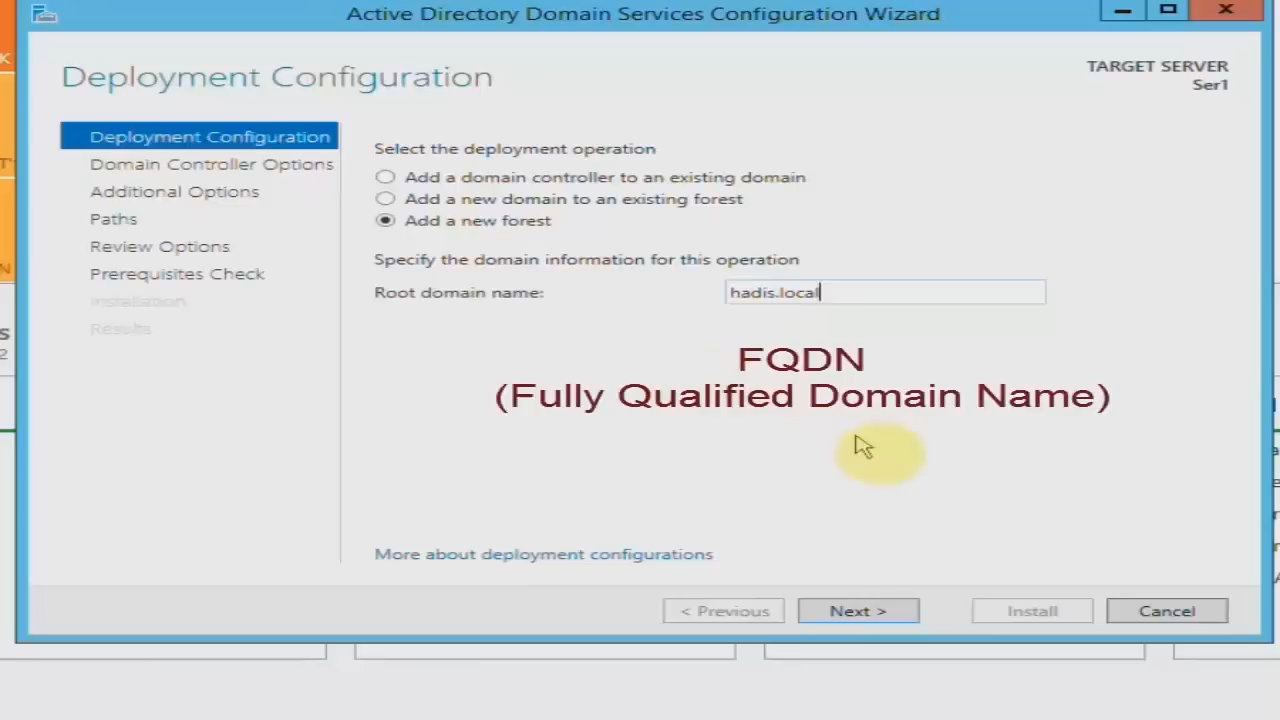 Active Directory Domain Services Configuration Wizard
Deployment Configuration
TARGET SERVER
Ser1
Deployment Configuration
Domain Controller Options
Additional Options
Paths
Review Options
Prerequisites Check
Installation
Results
Select the deployment operation
Add a domain controller to an existing domain
Add a new domain to an existing forest
Add a new forest
Specify the domain information for this operation
Root domain name:
hadis.local
FQDN
(Fully Qualified Domain Name)
More about deployment configurations
< Previous
Next >
Install
Cancel